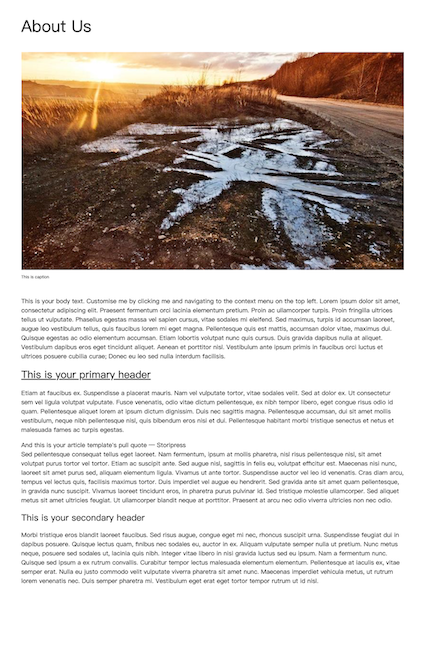 About Us
This is caption
This is your body text. Customise me by clicking me and navigating to the context menu on the top left. Lorem ipsum dolor sit amet,
consectetur adipiscing elit. Praesent fermentum orci lacinia elementum pretium. Proin ac ullamcorper turpis. Proin fringilla ultrices
tellus ut vulputate. Phasellus egestas massa vel sapien cursus, vitae sodales mi eleifend. Sed maximus, turpis id accumsan laoreet,
augue leo vestibulum tellus, quis faucibus lorem mi eget magna. Pellentesque quis est mattis, accumsan dolor vitae, maximus dui.
Quisque egestas ac odio elementum accumsan. Etiam lobortis volutpat nunc quis cursus. Duis gravida dapibus nulla at aliquet.
Vestibulum dapibus eros eget tincidunt aliquet. Aenean et porttitor nisl. Vestibulum ante ipsum primis in faucibus orci luctus et
ultrices posuere cubilia curae; Donec eu leo sed nulla interdum facilisis.
This is your primary header
Etiam at faucibus ex. Suspendisse a placerat mauris. Nam vel vulputate tortor, vitae sodales velit. Sed at dolor ex. Ut consectetur
sem vel ligula volutpat vulputate. Fusce venenatis, odio vitae dictum pellentesque, ex nibh tempor libero, eget congue risus odio id
quam. Pellentesque aliquet lorem at ipsum dictum dignissim. Duis nec sagittis magna. Pellentesque accumsan, dui sit amet mollis
vestibulum, neque nibh pellentesque nisl, quis bibendum eros nisi et dui. Pellentesque habitant morbi tristique senectus et netus et
malesuada fames ac turpis egestas.
And this is your article template's pull quote — Storipress
Sed pellentesque consequat tellus eget laoreet. Nam fermentum, ipsum at mollis pharetra, nisl risus pellentesque nisl, sit amet
volutpat purus tortor vel tortor. Etiam ac suscipit ante. Sed augue nisl, sagittis in felis eu, volutpat efficitur est. Maecenas nisi nunc,
laoreet sit amet purus sed, aliquam elementum ligula. Vivamus ut ante tortor. Suspendisse auctor vel leo id venenatis. Cras diam arcu,
tempus vel lectus quis, facilisis maximus tortor. Duis imperdiet vel augue eu hendrerit. Sed gravida ante sit amet quam pellentesque,
in gravida nunc suscipit. Vivamus laoreet tincidunt eros, in pharetra purus pulvinar id. Sed tristique molestie ullamcorper. Sed aliquet
metus sit amet ultricies feugiat. Ut ullamcorper blandit neque at porttitor. Praesent at arcu nec odio viverra ultricies non nec odio.
This is your secondary header
Morbi tristique eros blandit laoreet faucibus. Sed risus augue, congue eget mi nec, rhoncus suscipit urna. Suspendisse feugiat dui in
dapibus posuere. Quisque lectus quam, finibus nec sodales eu, auctor in ex. Aliquam vulputate semper nulla ut pretium. Nunc metus
neque, posuere sed sodales ut, lacinia quis nibh. Integer vitae libero in nisi gravida luctus sed eu ipsum. Nam a fermentum nunc.
Quisque sed ipsum a ex rutrum convallis. Curabitur tempor lectus malesuada elementum elementum. Pellentesque at iaculis ex, vitae
semper erat. Nulla eu justo commodo velit vulputate viverra pharetra sit amet nunc. Maecenas imperdiet vehicula metus, ut rutrum
lorem venenatis nec. Duis semper pharetra mi. Vestibulum eget erat eget tortor tempor rutrum ut id nisl.